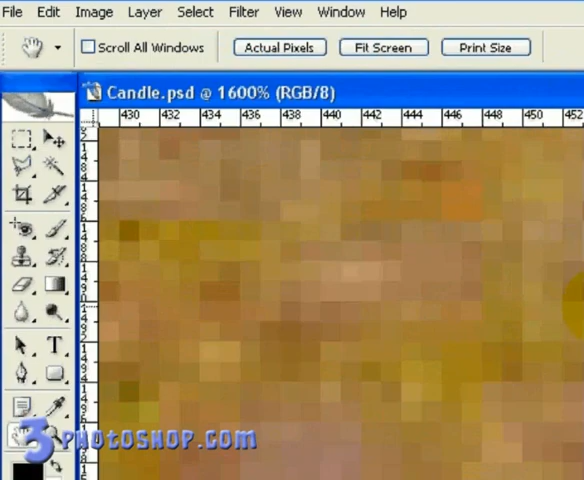 File Edit Image Layer Select Filter View Window Help
Scroll All Windows Actual Pixels Fit Screen Print Size
Candle.psd @ 1600% (RGB/8)
430 432 434 436 438 440 442 444 446 448 450 452
T
3PHOTOSHOP.COM